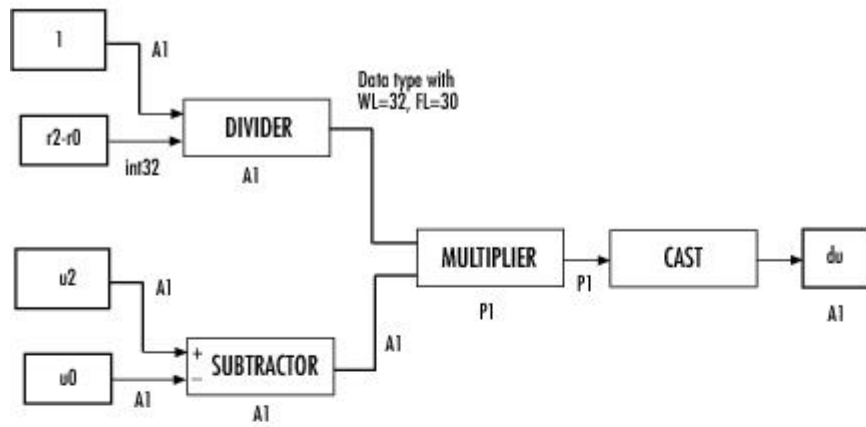 1
A1
Data type with
WL=32, FL=30
DIVIDER
r2-r0
int32
A1
MULTIPLIER
CAST
du
P1
P1
A1
u2
A1
+
SUBTRACTOR
A1
−
u0
A1
A1